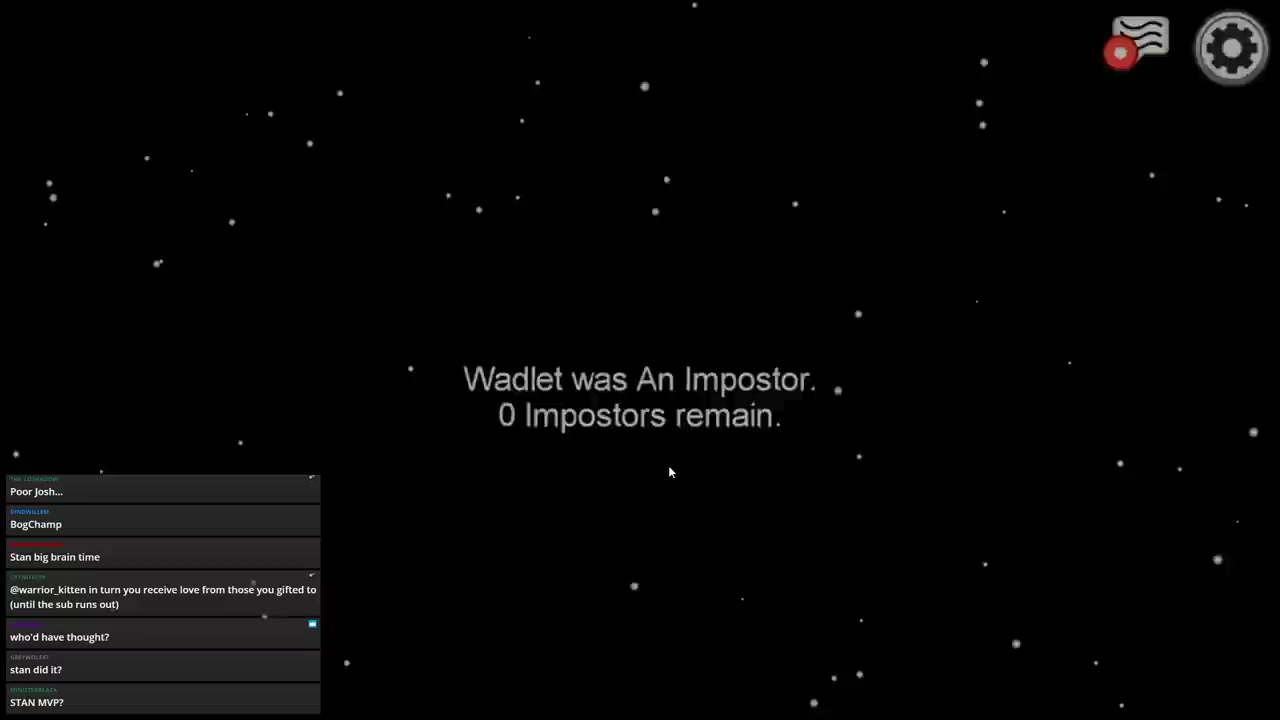 Wadlet was An Impostor.
0 Impostors remain.
Poor Josh...
BogChamp
Stan big brain time
@warrior_kitten in turn you receive love from those you gifted to
(until the sub runs out)
who'd have thought?
stan did it?
STAN MVP?